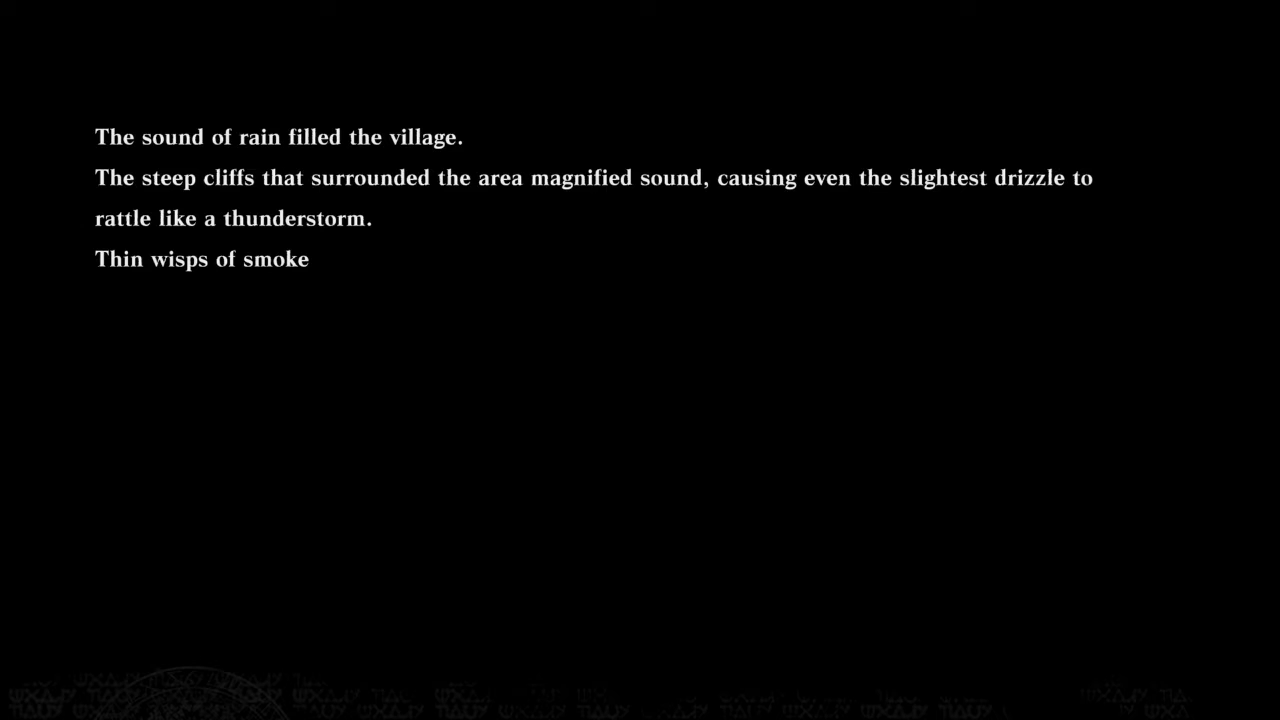 The sound of rain filled the village.
The steep cliffs that surrounded the area magnified sound, causing even the slightest drizzle to
rattle like a thunderstorm.
Thin wisps of smoke